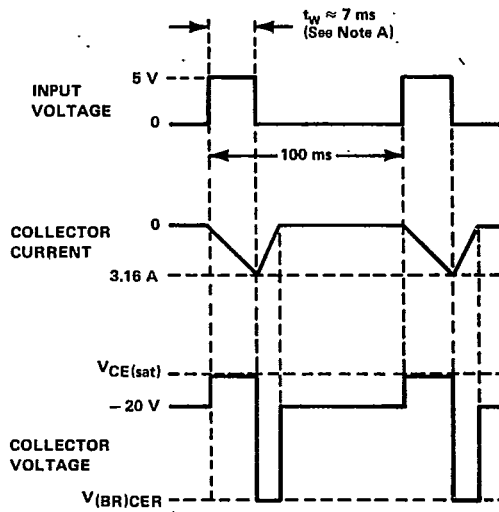 t_W ≈ 7 ms
(See Note A)
5 V
INPUT
VOLTAGE
0
100 ms
0
COLLECTOR
CURRENT
3.16 A
V_CE(sat)
−20 V
COLLECTOR
VOLTAGE
V_(BR)CER